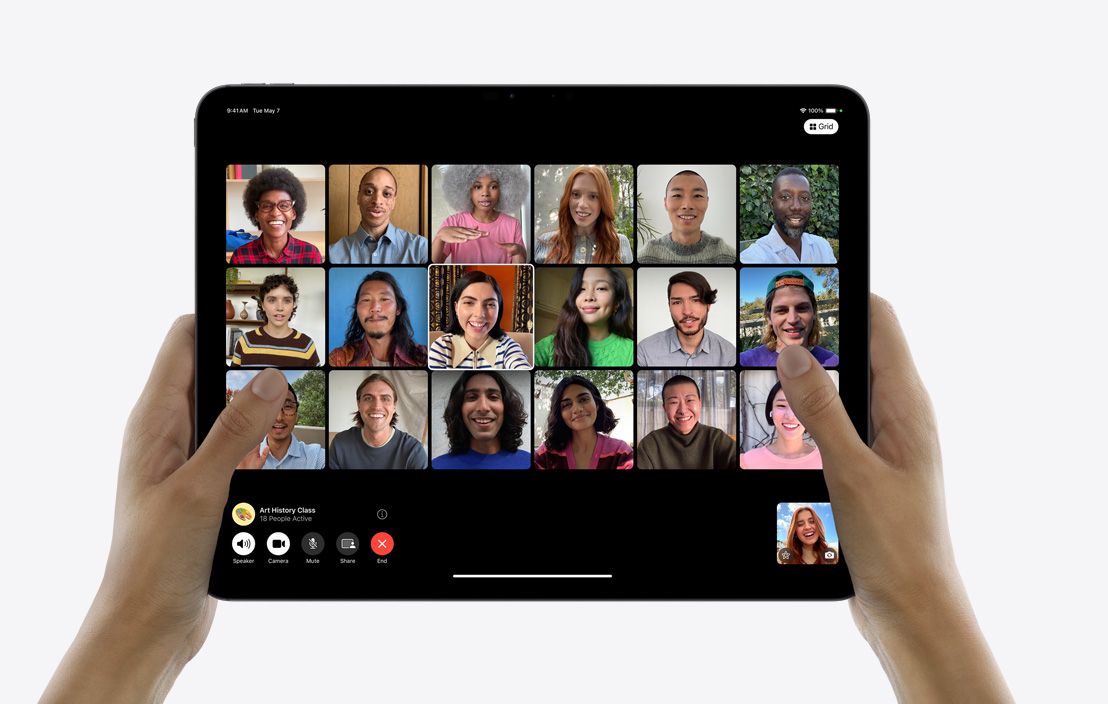 9:41 AM Tue May 7
100%
Grid
Art History Class
18 People Active
Speaker
Camera
Mute
Share
End